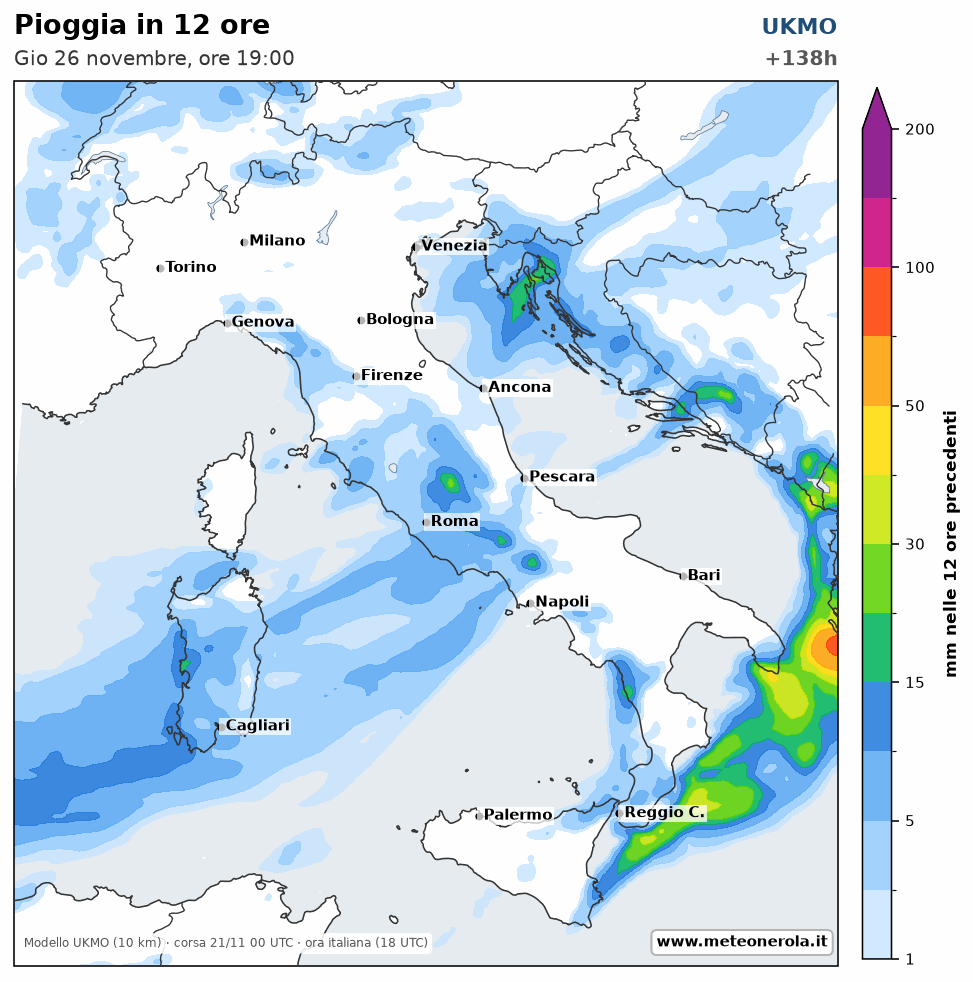 Pioggia in 12 ore
UKMO
Gio 26 novembre, ore 19:00
+138h
200
100
50
30
15
5
1
mm nelle 12 ore precedenti
Milano
Venezia
Torino
Genova
Bologna
Firenze
Ancona
Pescara
Roma
Bari
Napoli
Cagliari
Palermo
Reggio C.
Modello UKMO (10 km) · corsa 21/11 00 UTC · ora italiana (18 UTC)
www.meteonerola.it